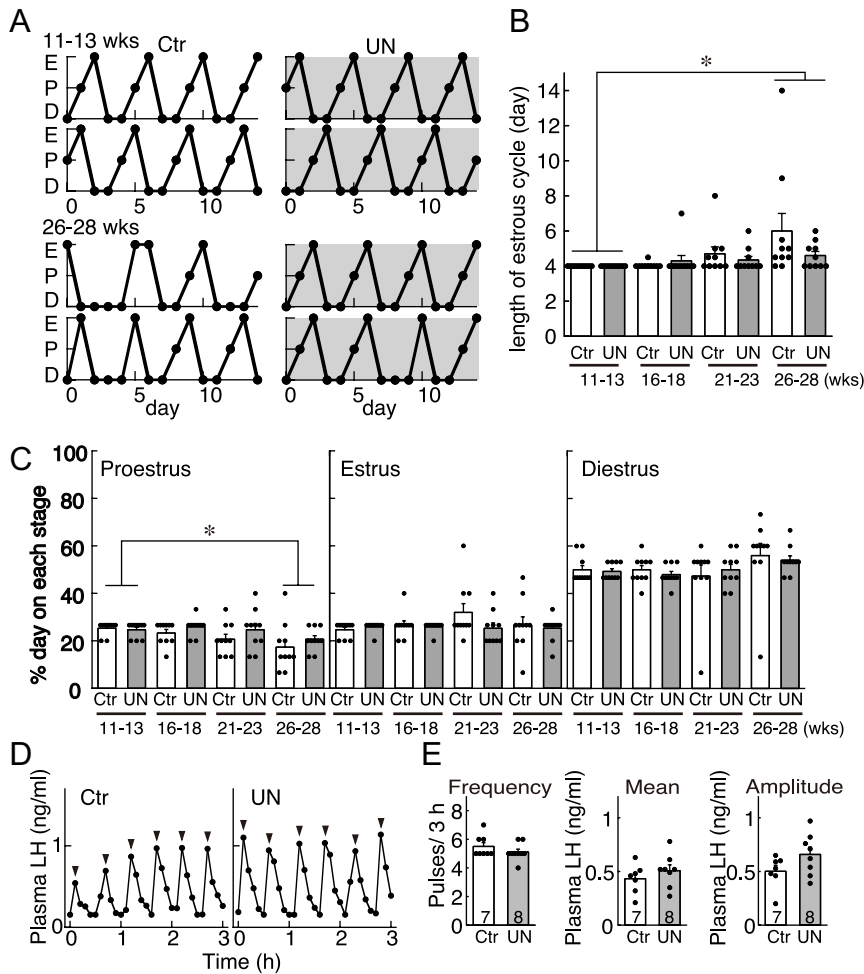 A
11-13 wks Ctr UN
E
P
D
E
P
D
0 5 10 0 5 10
26-28 wks
E
P
D
E
P
D
0 5 10 0 5 10
day day
B
*
length of estrous cycle (day)
14
12
10
8
6
4
2
0
Ctr UN Ctr UN Ctr UN Ctr UN
11-13 16-18 21-23 26-28 (wks)
C
% day on each stage
100
80
60
40
20
0
Proestrus Estrus Diestrus
*
Ctr UN Ctr UN Ctr UN Ctr UN Ctr UN Ctr UN Ctr UN Ctr UN Ctr UN Ctr UN Ctr UN Ctr UN
11-13 16-18 21-23 26-28 11-13 16-18 21-23 26-28 11-13 16-18 21-23 26-28 (wks)
D
Plasma LH (ng/ml)
Ctr UN
1
0
0 1 2 3 0 1 2 3
Time (h)
E
Frequency
Pulses/ 3 h
8
6
4
2
0
7 8
Ctr UN
Mean
Plasma LH (ng/ml)
1
0.5
0
7 8
Ctr UN
Amplitude
Plasma LH (ng/ml)
1
0.5
0
7 8
Ctr UN